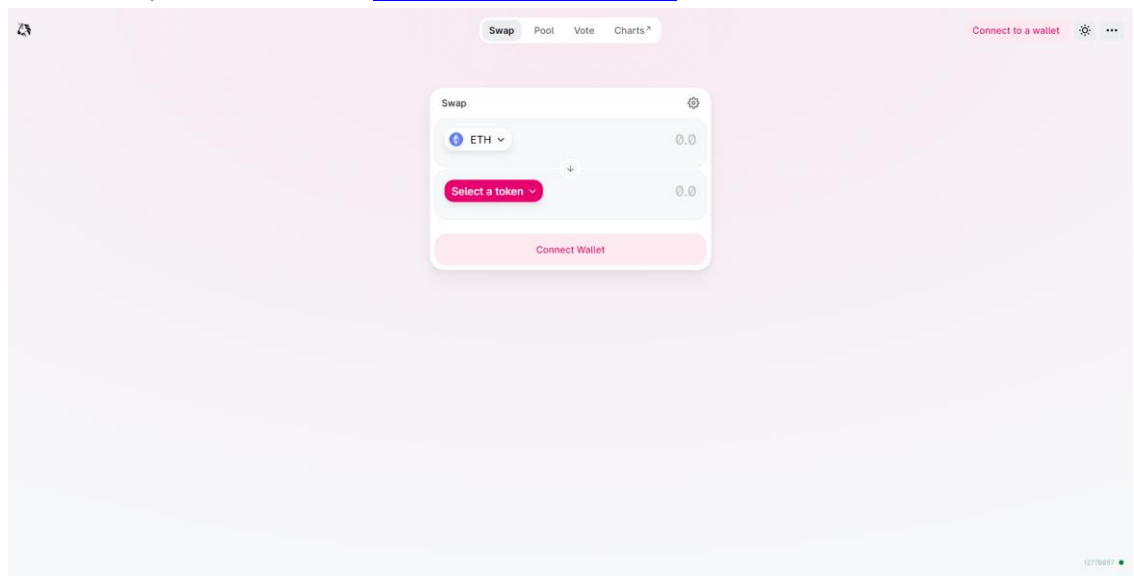 Swap Pool Vote Charts↗ Connect to a wallet ...
Swap
ETH 0.0
Select a token 0.0
Connect Wallet